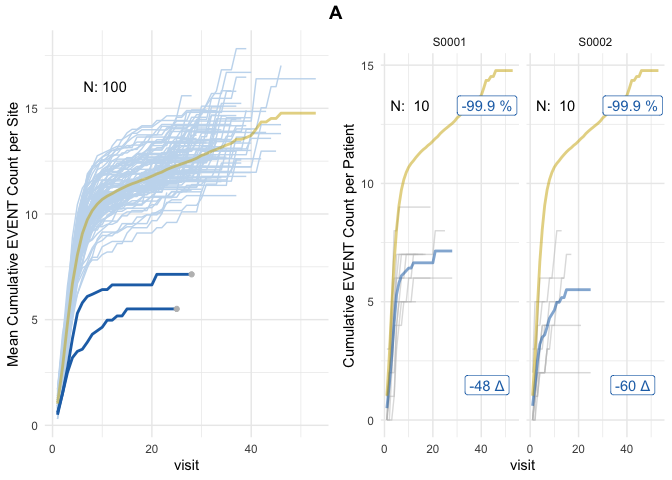 A
Mean Cumulative EVENT Count per Site
15
10
5
0
N: 100
0
20
40
visit
Cumulative EVENT Count per Patient
15
10
5
0
S0001
N:  10
-99.9 %
-48 Δ
0
20
40
S0002
N:  10
-99.9 %
-60 Δ
0
20
40
visit